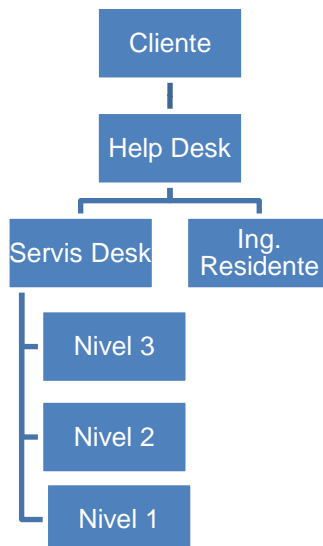 Cliente
Help Desk
Servis Desk
Ing.
Residente
Nivel 3
Nivel 2
Nivel 1